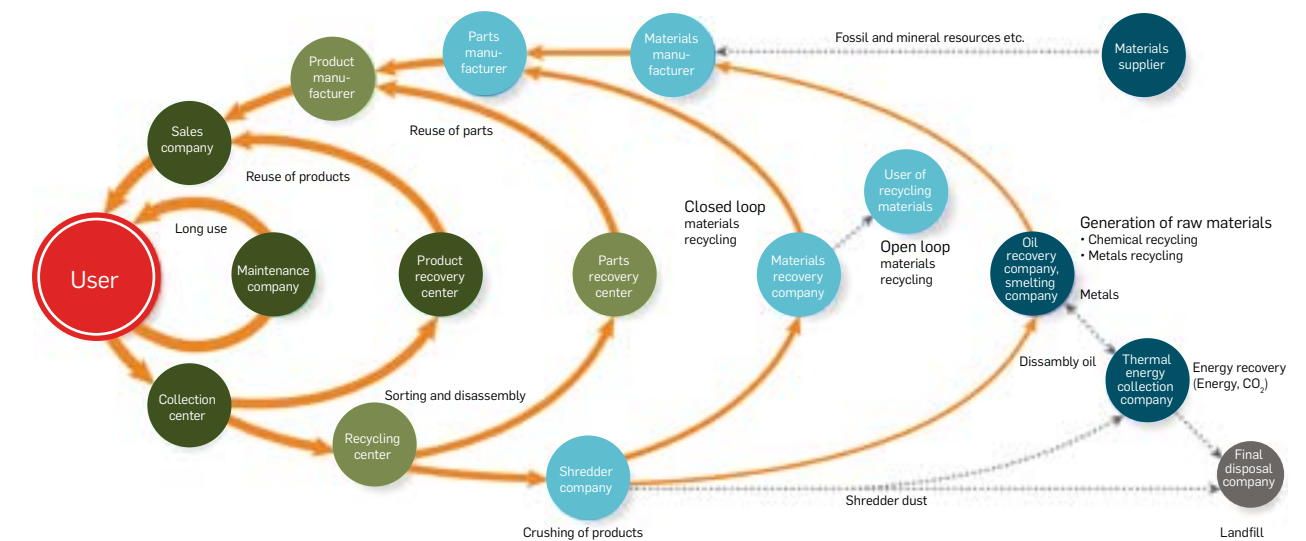 Parts
manu-
facturer
Materials
manu-
facturer
Fossil and mineral resources etc.
Materials
supplier
Product
manu-
facturer
Sales
company
Reuse of parts
Reuse of products
User of
recycling
materials
Closed loop
materials
recycling
Long use
Open loop
materials
recycling
Generation of raw materials
• Chemical recycling
• Metals recycling
User
Maintenance
company
Product
recovery
center
Parts
recovery
center
Materials
recovery
company
Oil
recovery
company,
smelting
company
Metals
Dissambly oil
Thermal
energy
collection
company
Energy recovery
(Energy, CO2)
Collection
center
Sorting and disassembly
Recycling
center
Shredder
company
Final
disposal
company
Shredder dust
Crushing of products
Landfill